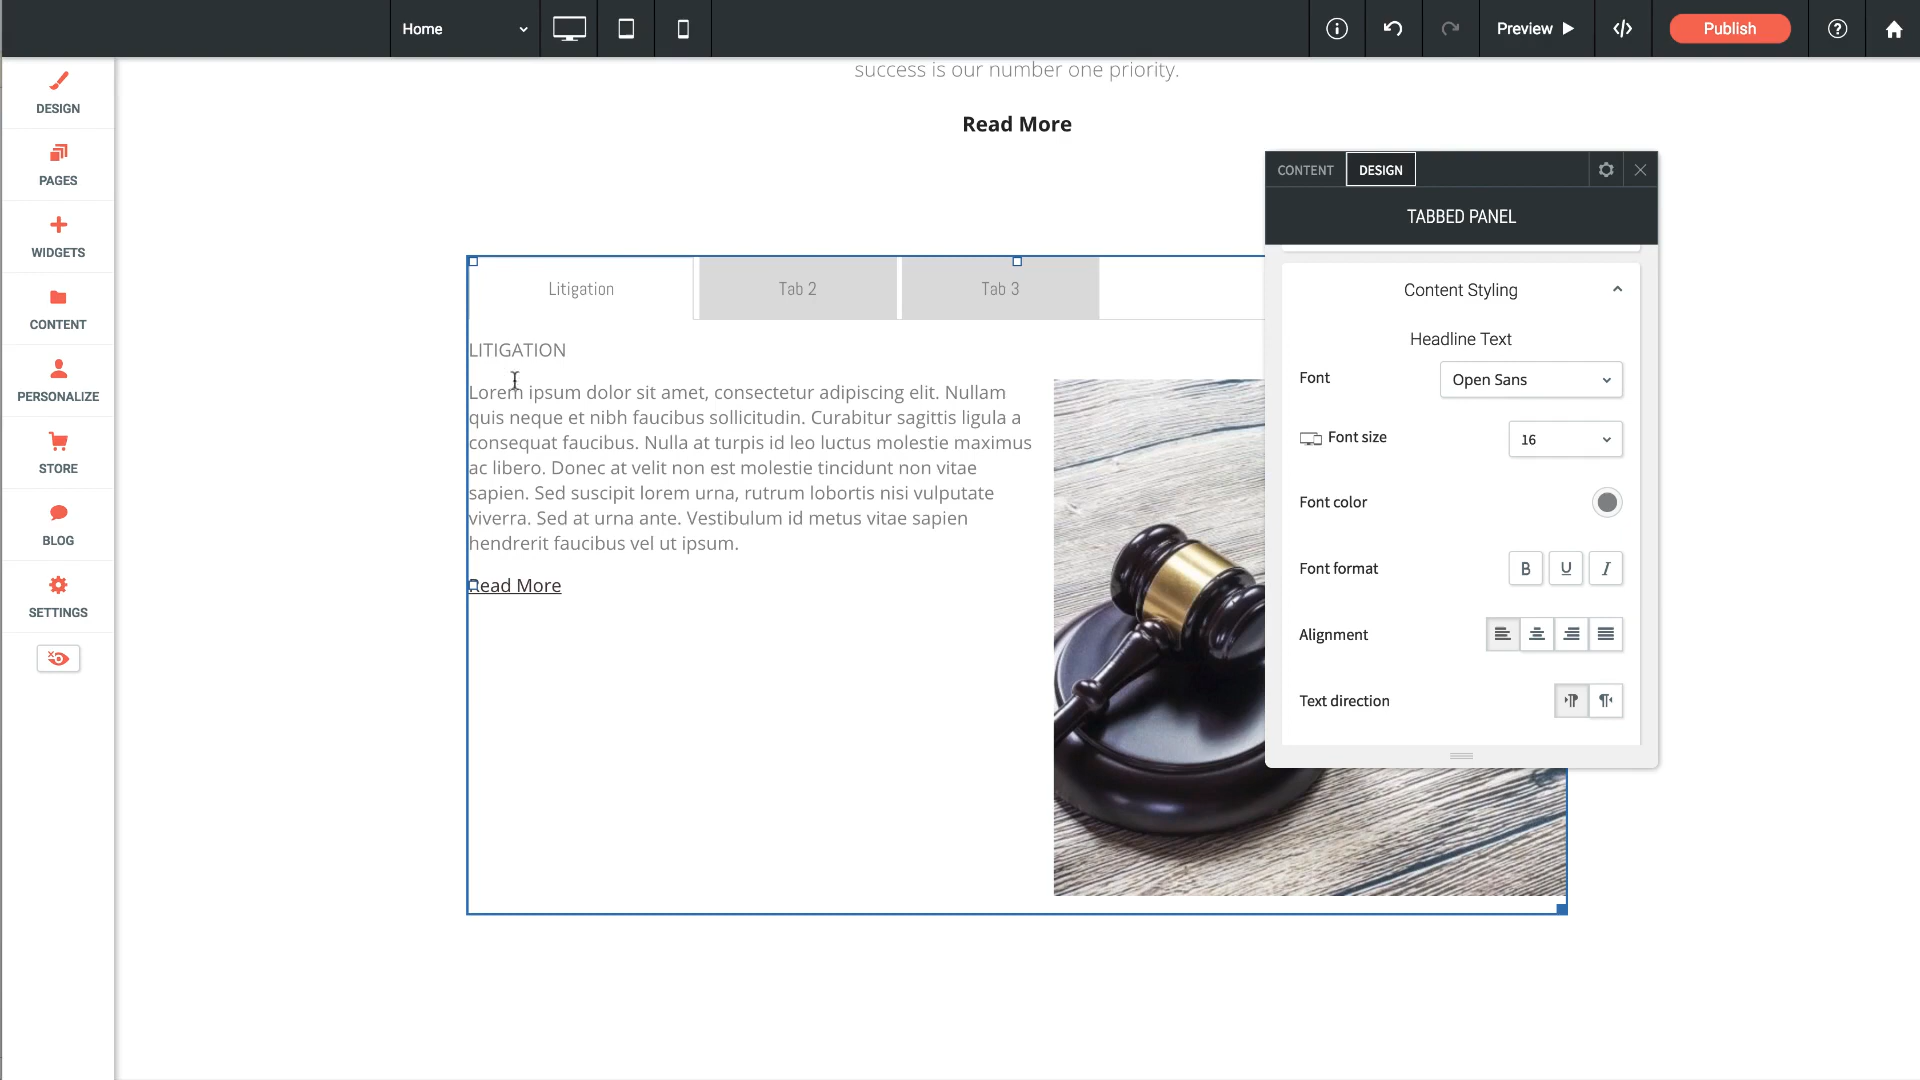 Home
Preview
Publish
DESIGN
PAGES
WIDGETS
CONTENT
PERSONALIZE
STORE
BLOG
SETTINGS
success is our number one priority.
Read More
Litigation
Tab 2
Tab 3
LITIGATION
Lorem ipsum dolor sit amet, consectetur adipiscing elit. Nullam
quis neque et nibh faucibus sollicitudin. Curabitur sagittis ligula a
consequat faucibus. Nulla at turpis id leo luctus molestie maximus
ac libero. Donec at velit non est molestie tincidunt non vitae
sapien. Sed suscipit lorem urna, rutrum lobortis nisi vulputate
viverra. Sed at urna ante. Vestibulum id metus vitae sapien
hendrerit faucibus vel ut ipsum.
Read More
CONTENT
DESIGN
TABBED PANEL
Content Styling
Headline Text
Font
Open Sans
Font size
16
Font color
Font format
B U I
Alignment
Text direction